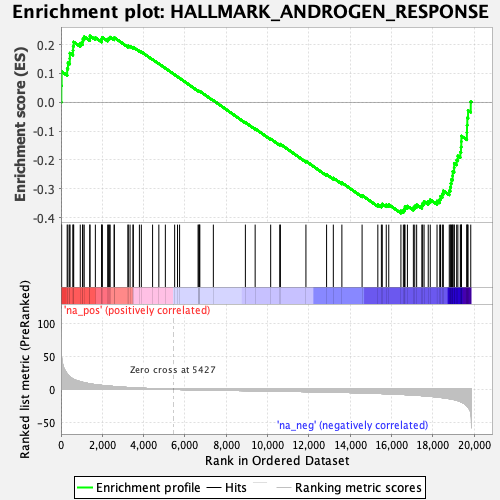 Enrichment plot: HALLMARK_ANDROGEN_RESPONSE
Enrichment score (ES)
0.2
0.1
0.0
-0.1
-0.2
-0.3
-0.4
'na_pos' (positively correlated)
Ranked list metric (PreRanked)
100
50
0
-50
Zero cross at 5427
'na_neg' (negatively correlated)
0
2,000
4,000
6,000
8,000
10,000
12,000
14,000
16,000
18,000
20,000
Rank in Ordered Dataset
Enrichment profile
Hits
Ranking metric scores